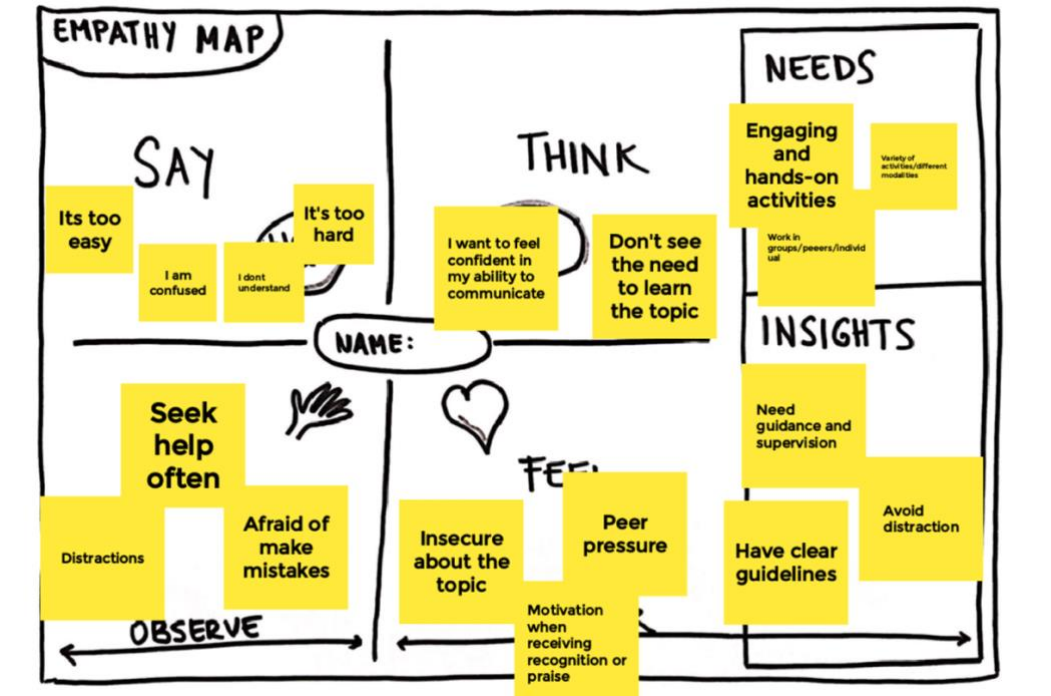 EMPATHY MAP
SAY
Its too
easy
I am
confused
I dont
understand
It's too
hard
THINK
I want to feel
confident in
my ability to
communicate
Don't see
the need
to learn
the topic
NEEDS
Engaging
and
hands-on
activities
Variety of
activities/different
modalities
Work in
groups/peeers/individ
ual
NAME:
Seek
help
often
Distractions
Afraid of
make
mistakes
OBSERVE
FEEL
Insecure
about the
topic
Peer
pressure
Motivation
when
receiving
recognition or
praise
INSIGHTS
Need
guidance and
supervision
Avoid
distraction
Have clear
guidelines